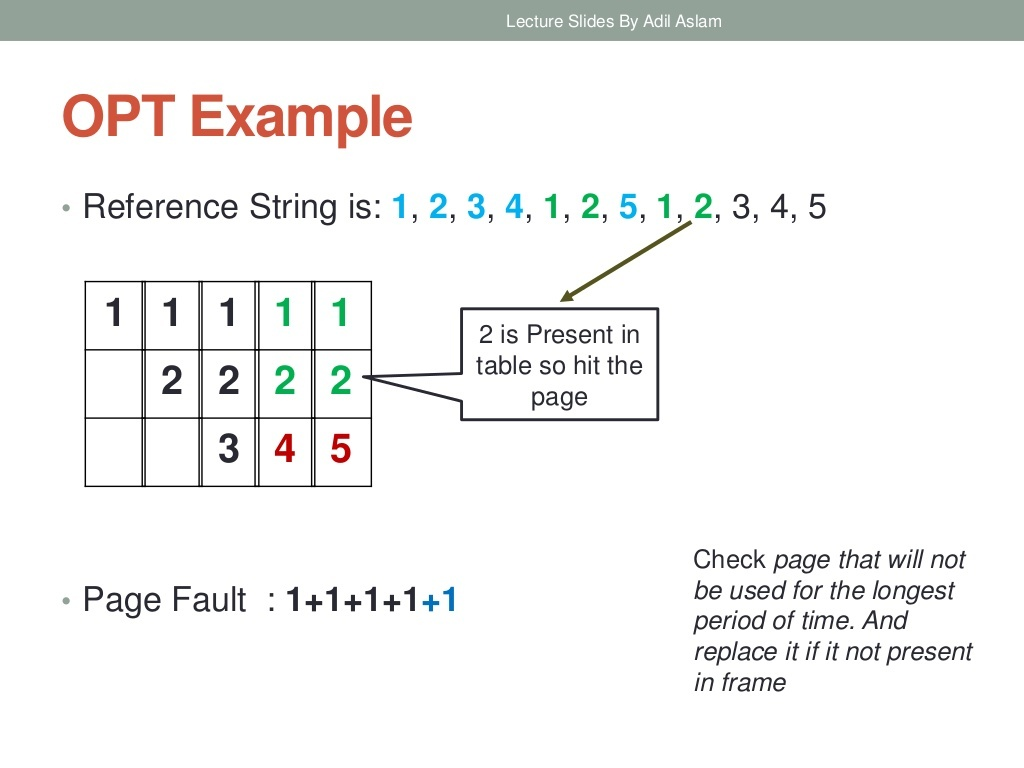 Lecture Slides By Adil Aslam
OPT Example
• Reference String is: 1, 2, 3, 4, 1, 2, 5, 1, 2, 3, 4, 5
1 1 1 1 1
2 2 2 2
3 4 5
2 is Present in
table so hit the
page
Check page that will not
be used for the longest
period of time. And
replace it if it not present
in frame
• Page Fault : 1+1+1+1+1